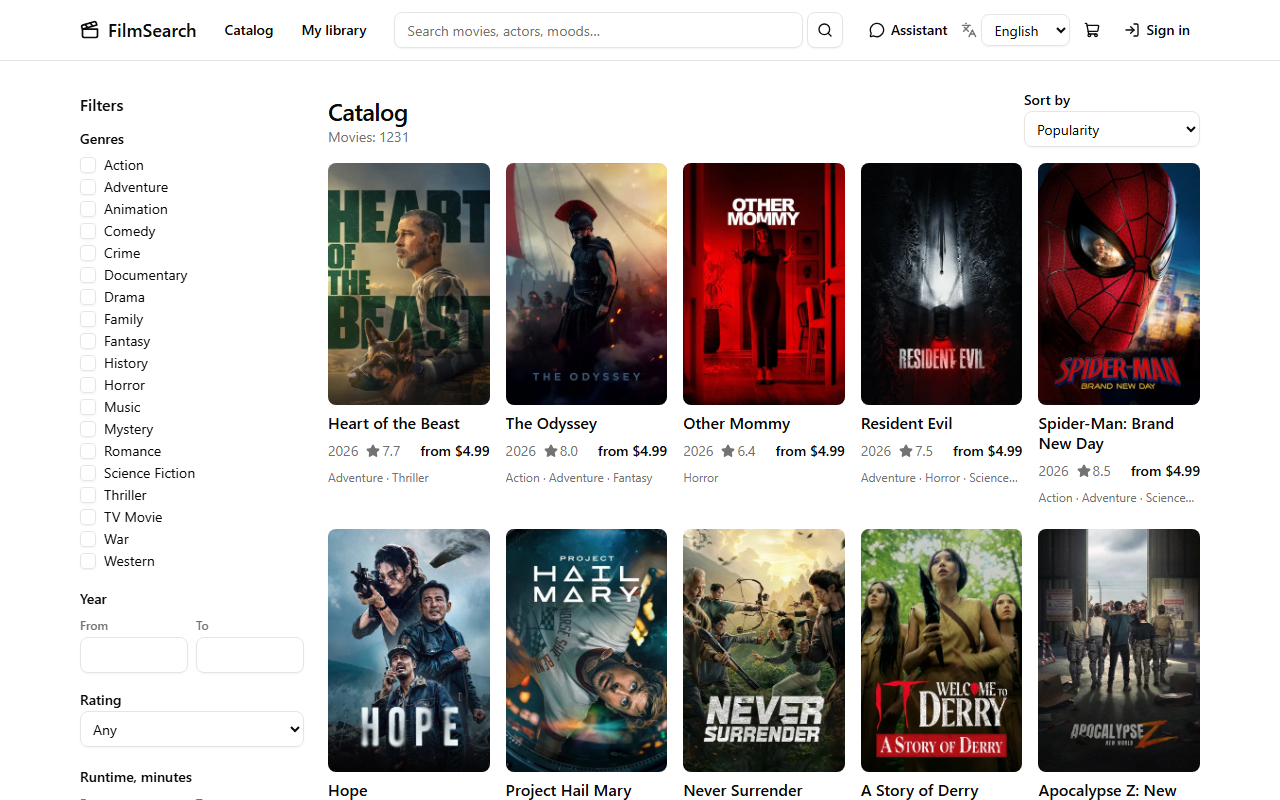 FilmSearch
Catalog
My library
Search movies, actors, moods...
Assistant
English
Sign in
Filters
Genres
Action
Adventure
Animation
Comedy
Crime
Documentary
Drama
Family
Fantasy
History
Horror
Music
Mystery
Romance
Science Fiction
Thriller
TV Movie
War
Western
Year
From To
Rating
Any
Runtime, minutes
Catalog
Movies: 1231
Sort by
Popularity
HEART
OF
THE
BEAST
Heart of the Beast
2026 7.7 from $4.99
Adventure · Thriller
THE ODYSSEY
The Odyssey
2026 8.0 from $4.99
Action · Adventure · Fantasy
OTHER
MOMMY
Other Mommy
2026 6.4 from $4.99
Horror
RESIDENT EVIL
Resident Evil
2026 7.5 from $4.99
Adventure · Horror · Science...
SPIDER-MAN
BRAND NEW DAY
Spider-Man: Brand
New Day
2026 8.5 from $4.99
Action · Adventure · Science...
HOPE
Hope
PROJECT
HAIL
MARY
Project Hail Mary
NEVER
SURRENDER
Never Surrender
IT WELCOME TO
DERRY
A STORY OF DERRY
A Story of Derry
APOCALYPSE Z
NEW WORLD
Apocalypse Z: New